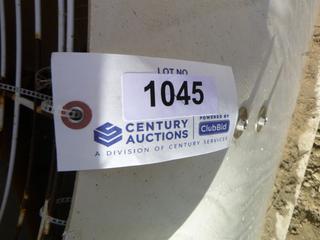 LOT NO.
1045
CENTURY AUCTIONS
POWERED BY
ClubBid
A DIVISION OF CENTURY SERVICES